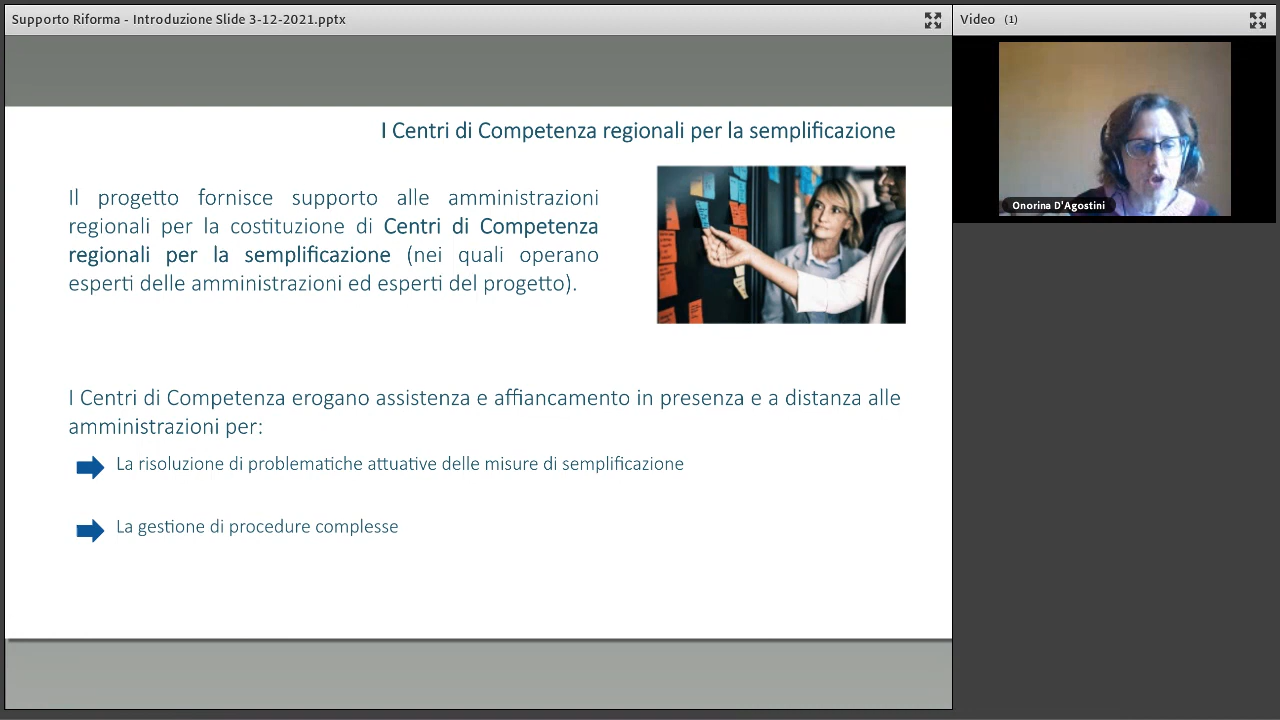 Supporto Riforma - Introduzione Slide 3-12-2021.pptx
Video (1)
Onorina D'Agostini
I Centri di Competenza regionali per la semplificazione
Il progetto fornisce supporto alle amministrazioni
regionali per la costituzione di Centri di Competenza
regionali per la semplificazione (nei quali operano
esperti delle amministrazioni ed esperti del progetto).
I Centri di Competenza erogano assistenza e affiancamento in presenza e a distanza alle
amministrazioni per:
La risoluzione di problematiche attuative delle misure di semplificazione
La gestione di procedure complesse